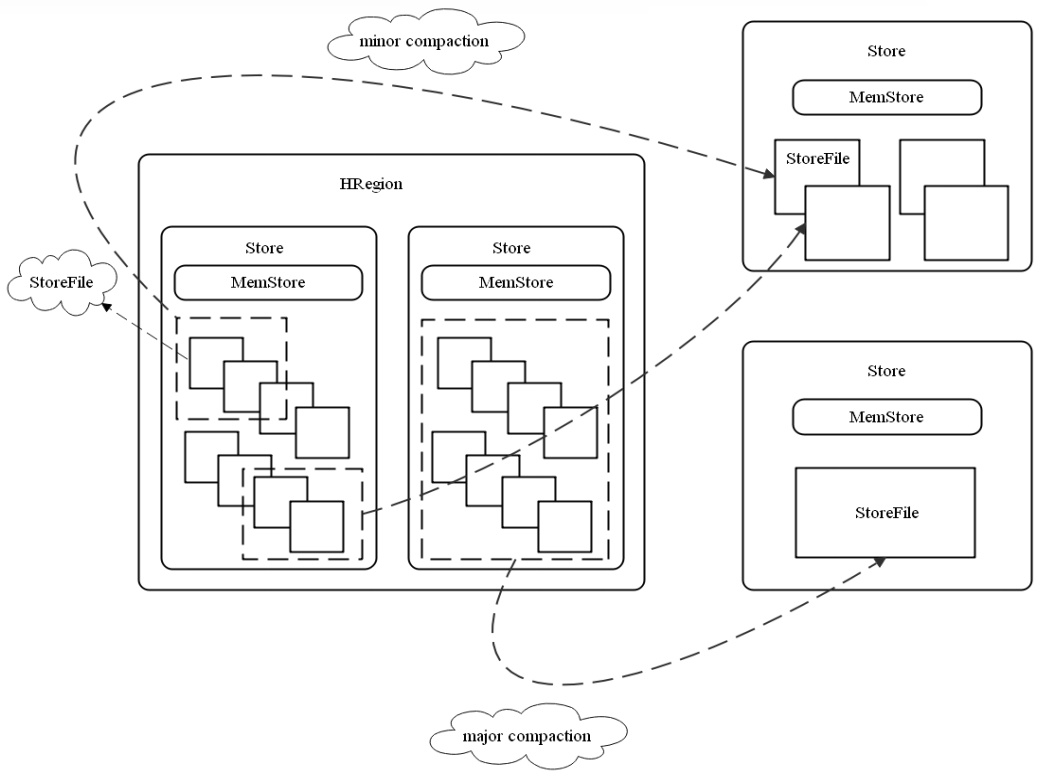 minor compaction
Store
MemStore
StoreFile
HRegion
Store
MemStore
Store
MemStore
StoreFile
Store
MemStore
StoreFile
major compaction